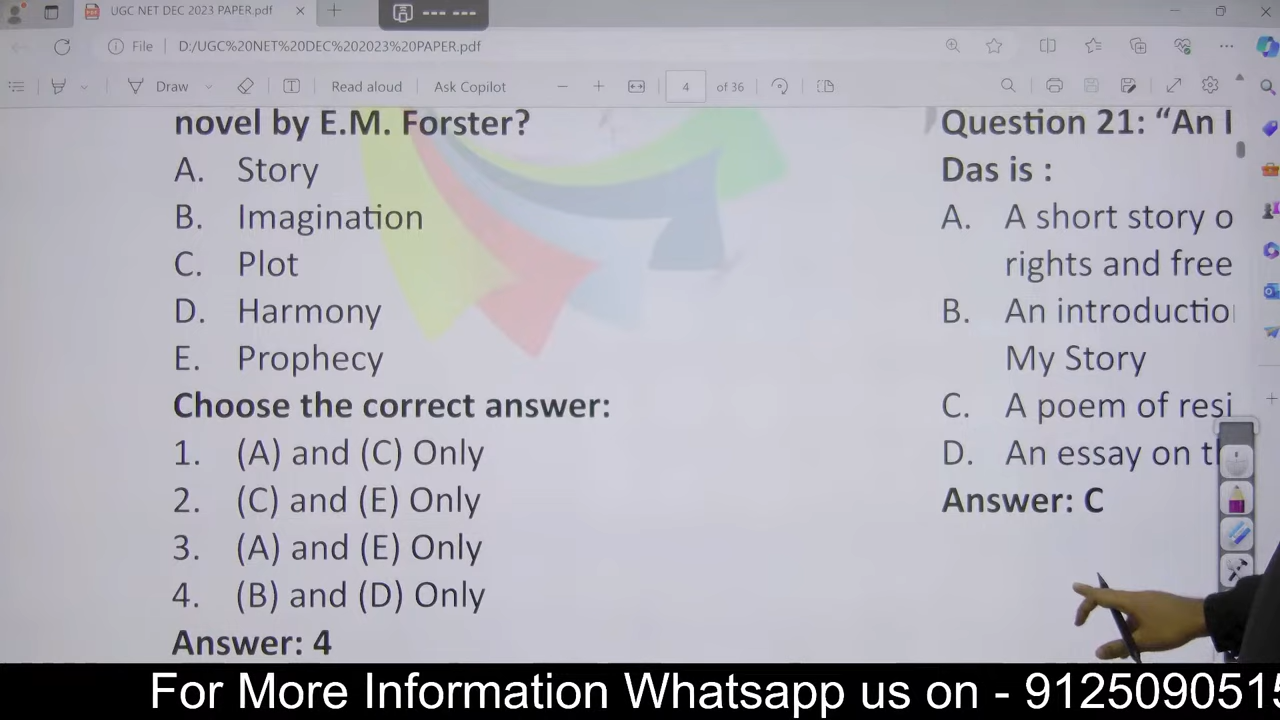 UGC NET DEC 2023 PAPER.pdf
File
D:/UGC%20NET%20DEC%202023%20PAPER.pdf
Draw
Read aloud
Ask Copilot
4
of 36
novel by E.M. Forster?
A. Story
B. Imagination
C. Plot
D. Harmony
E. Prophecy
Choose the correct answer:
1. (A) and (C) Only
2. (C) and (E) Only
3. (A) and (E) Only
4. (B) and (D) Only
Answer: 4
Question 21: “An
Das is :
A. A short story o
rights and free
B. An introductio
My Story
C. A poem of resi
D. An essay on
Answer: C
For More Information Whatsapp us on - 9125090515